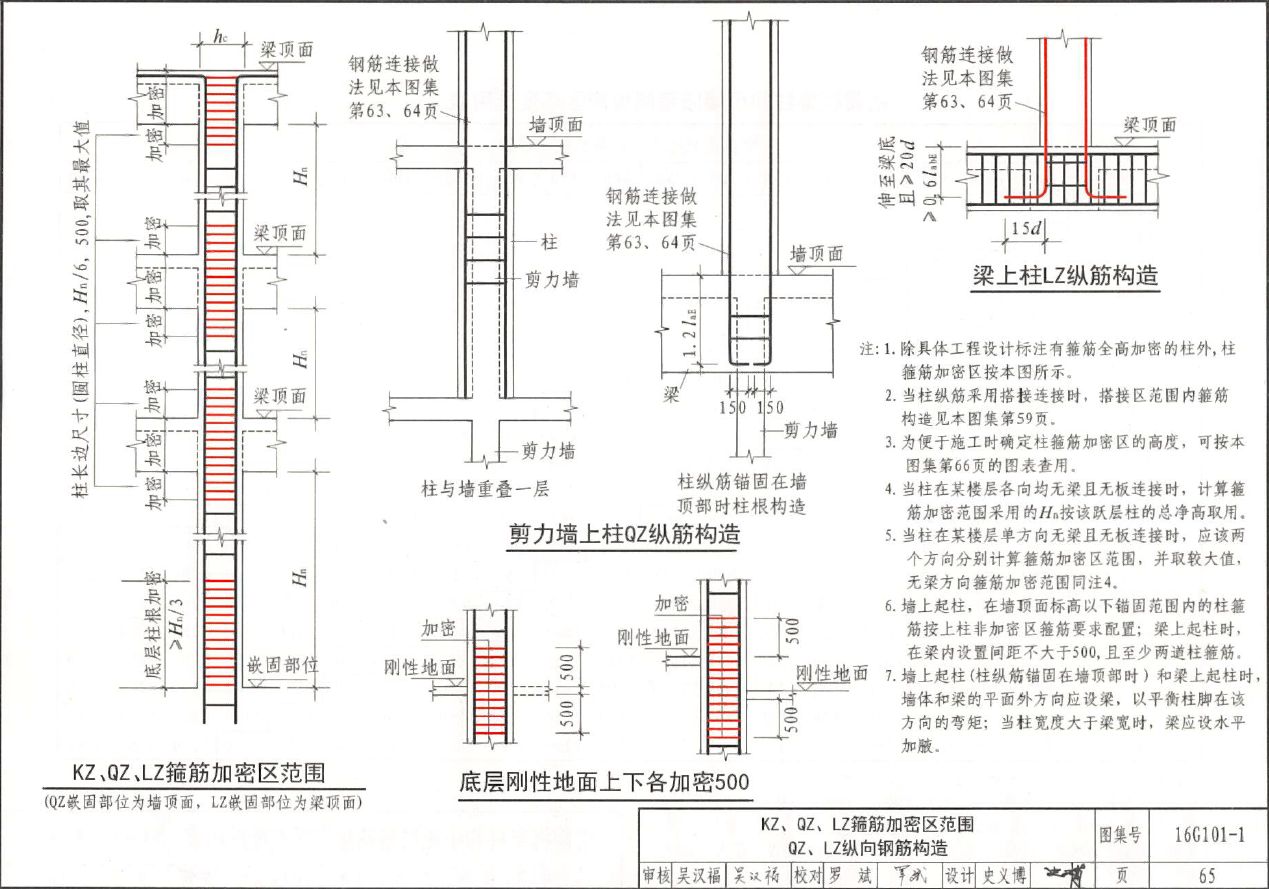 hc
梁顶面
加密
加密
柱长边尺寸(圆柱直径),Hn/6,500,取其最大值
Hn
加密
梁顶面
加密
加密
Hn
加密
梁顶面
加密
加密
Hn
底层柱根加密
≥Hn/3
嵌固部位
KZ、QZ、LZ箍筋加密区范围
(QZ嵌固部位为墙顶面，LZ嵌固部位为梁顶面)
钢筋连接做
法见本图集
第63、64页
墙顶面
柱
剪力墙
剪力墙
柱与墙重叠一层
钢筋连接做
法见本图集
第63、64页
墙顶面
1.2laE
梁
150
150
剪力墙
柱纵筋锚固在墙
顶部时柱根构造
剪力墙上柱QZ纵筋构造
加密
刚性地面
500
500
加密
刚性地面
500
刚性地面
500
底层刚性地面上下各加密500
钢筋连接做
法见本图集
第63、64页
梁顶面
伸至梁底
且≥20d
≥0.6labE
15d
梁上柱LZ纵筋构造
注:1.除具体工程设计标注有箍筋全高加密的柱外,柱
箍筋加密区按本图所示。
2.当柱纵筋采用搭接连接时，搭接区范围内箍筋
构造见本图集第59页。
3.为便于施工时确定柱箍筋加密区的高度，可按本
图集第66页的图表查用。
4.当柱在某楼层各向均无梁且无板连接时，计算箍
筋加密范围采用的Hn按该跃层柱的总净高取用。
5.当柱在某楼层单方向无梁且无板连接时，应该两
个方向分别计算箍筋加密区范围，并取较大值，
无梁方向箍筋加密范围同注4。
6.墙上起柱，在墙顶面标高以下锚固范围内的柱箍
筋按上柱非加密区箍筋要求配置；梁上起柱时，
在梁内设置间距不大于500,且至少两道柱箍筋。
7.墙上起柱(柱纵筋锚固在墙顶部时)和梁上起柱时，
墙体和梁的平面外方向应设梁，以平衡柱脚在该
方向的弯矩；当柱宽度大于梁宽时，梁应设水平
加腋。
KZ、QZ、LZ箍筋加密区范围
QZ、LZ纵向钢筋构造
图集号
16G101-1
审核 吴汉福 吴汉福 校对 罗 斌 设计 史义博
页
65